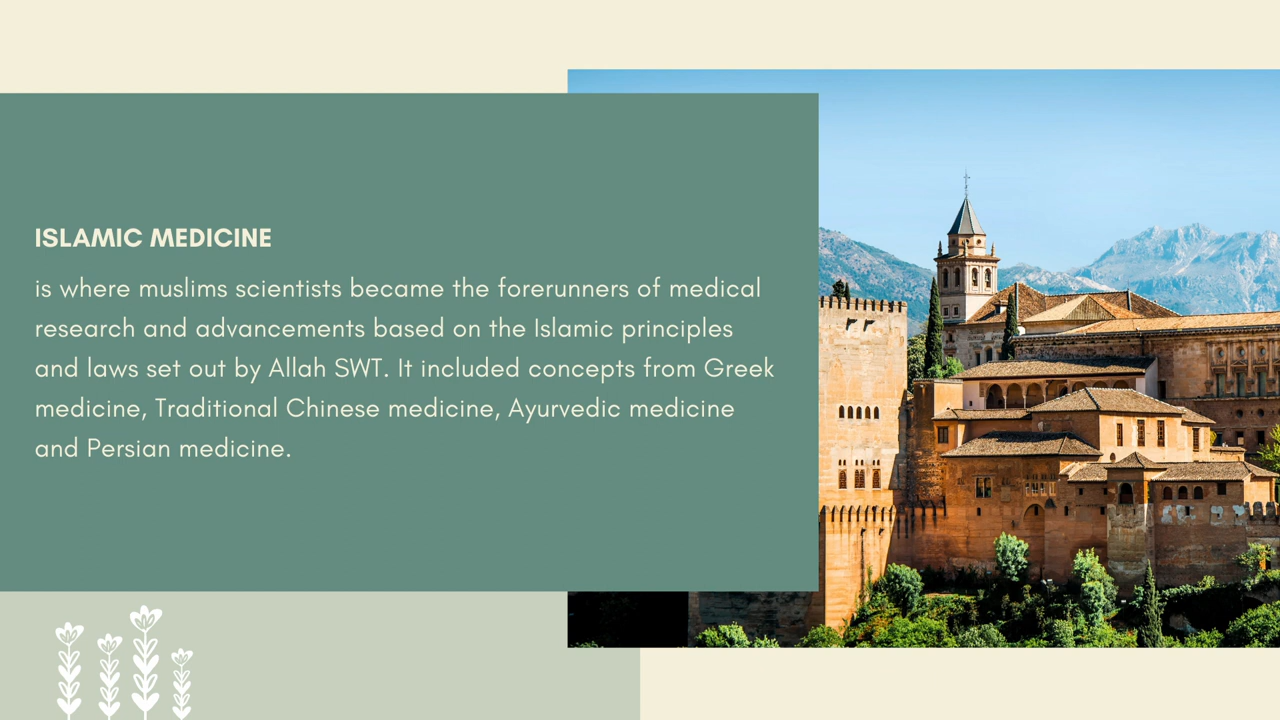 ISLAMIC MEDICINE
is where muslims scientists became the forerunners of medical
research and advancements based on the Islamic principles
and laws set out by Allah SWT. It included concepts from Greek
medicine, Traditional Chinese medicine, Ayurvedic medicine
and Persian medicine.